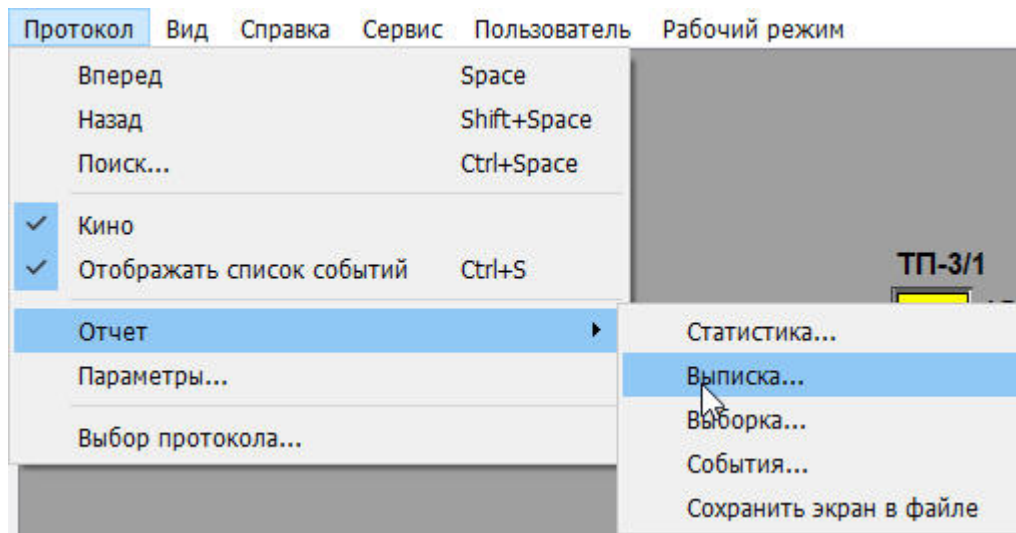 Протокол Вид Справка Сервис Пользователь Рабочий режим
Вперед Space
Назад Shift+Space
Поиск... Ctrl+Space
Кино
Отображать список событий Ctrl+S
ТП-3/1
Отчет
Статистика...
Параметры...
Выписка...
Выборка...
Выбор протокола...
События...
Сохранить экран в файле